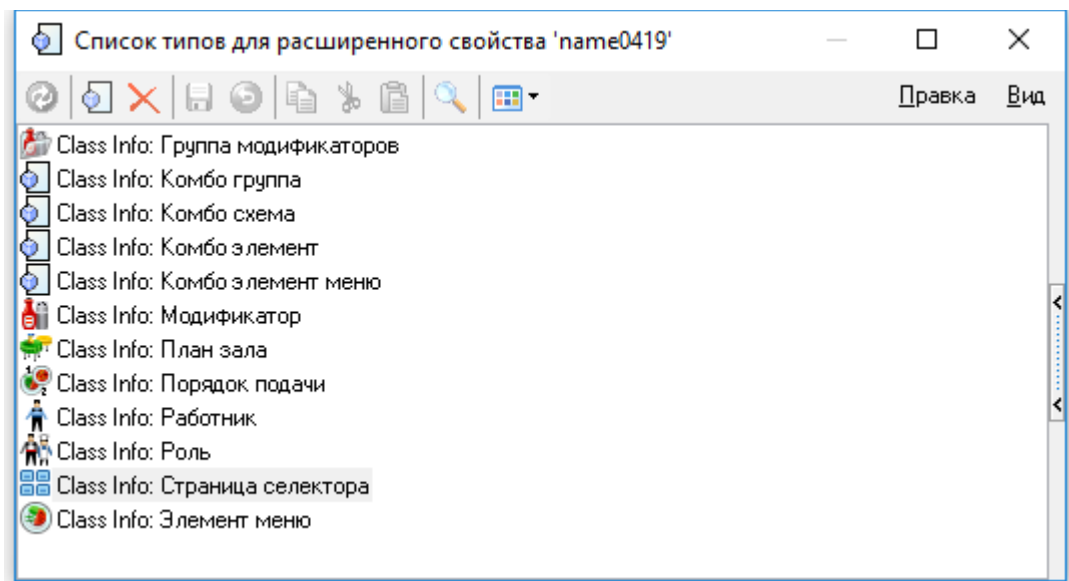 Список типов для расширенного свойства 'name0419'
Правка Вид
Class Info: Группа модификаторов
Class Info: Комбо группа
Class Info: Комбо схема
Class Info: Комбо элемент
Class Info: Комбо элемент меню
Class Info: Модификатор
Class Info: План зала
Class Info: Порядок подачи
Class Info: Работник
Class Info: Роль
Class Info: Страница селектора
Class Info: Элемент меню